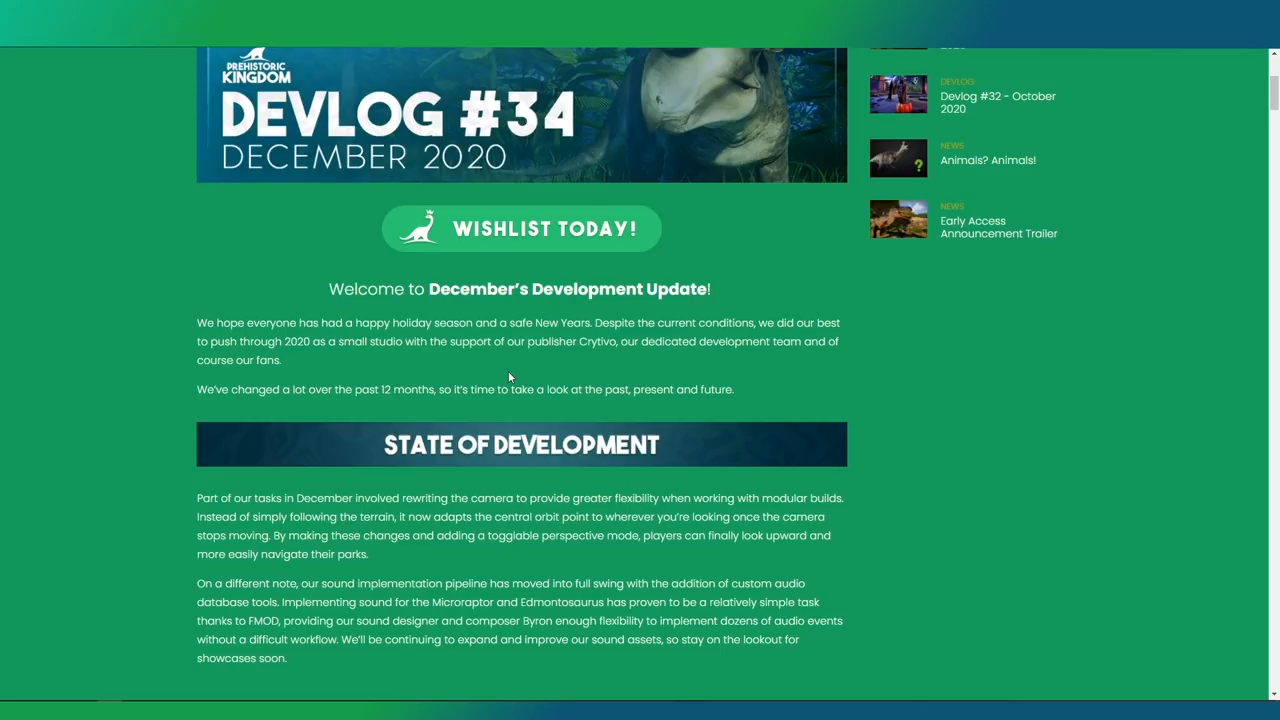 PREHISTORIC
KINGDOM
DEVLOG #34
DECEMBER 2020
WISHLIST TODAY!
Welcome to December's Development Update!
We hope everyone has had a happy holiday season and a safe New Years. Despite the current conditions, we did our best
to push through 2020 as a small studio with the support of our publisher Crytivo, our dedicated development team and of
course our fans.
We've changed a lot over the past 12 months, so it's time to take a look at the past, present and future.
STATE OF DEVELOPMENT
Part of our tasks in December involved rewriting the camera to provide greater flexibility when working with modular builds.
Instead of simply following the terrain, it now adapts the central orbit point to wherever you're looking once the camera
stops moving. By making these changes and adding a togglable perspective mode, players can finally look upward and
more easily navigate their parks.
On a different note, our sound implementation pipeline has moved into full swing with the addition of custom audio
database tools. Implementing sound for the Microraptor and Edmontosaurus has proven to be a relatively simple task
thanks to FMOD, providing our sound designer and composer Byron enough flexibility to implement dozens of audio events
without a difficult workflow. We'll be continuing to expand and improve our sound assets, so stay on the lookout for
showcases soon.
DEVLOG
Devlog #32 - October
2020
NEWS
Animals? Animals!
NEWS
Early Access
Announcement Trailer